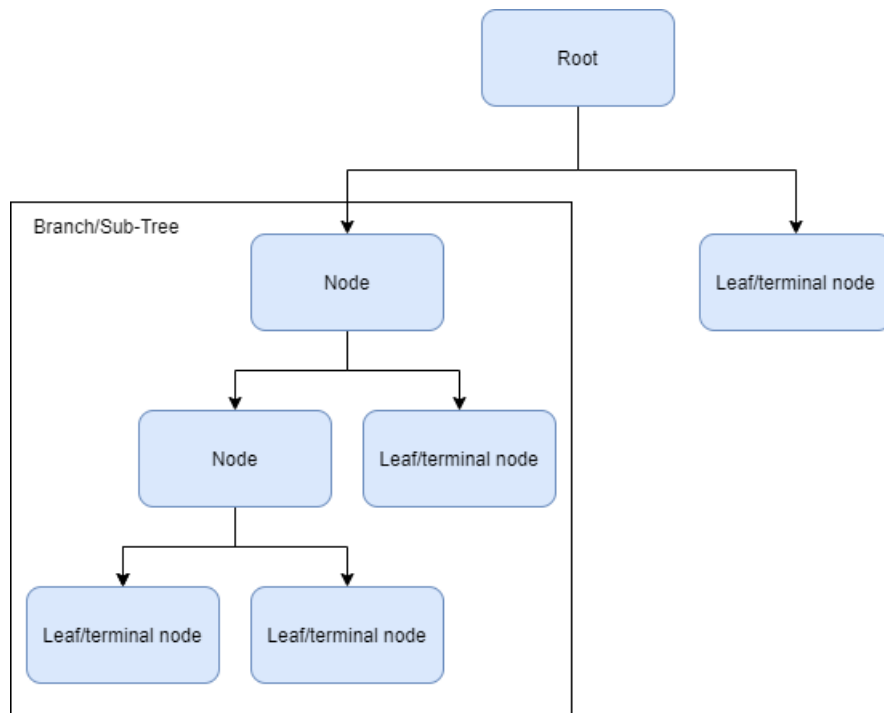 Root
Branch/Sub-Tree
Node
Leaf/terminal node
Node
Leaf/terminal node
Leaf/terminal node
Leaf/terminal node